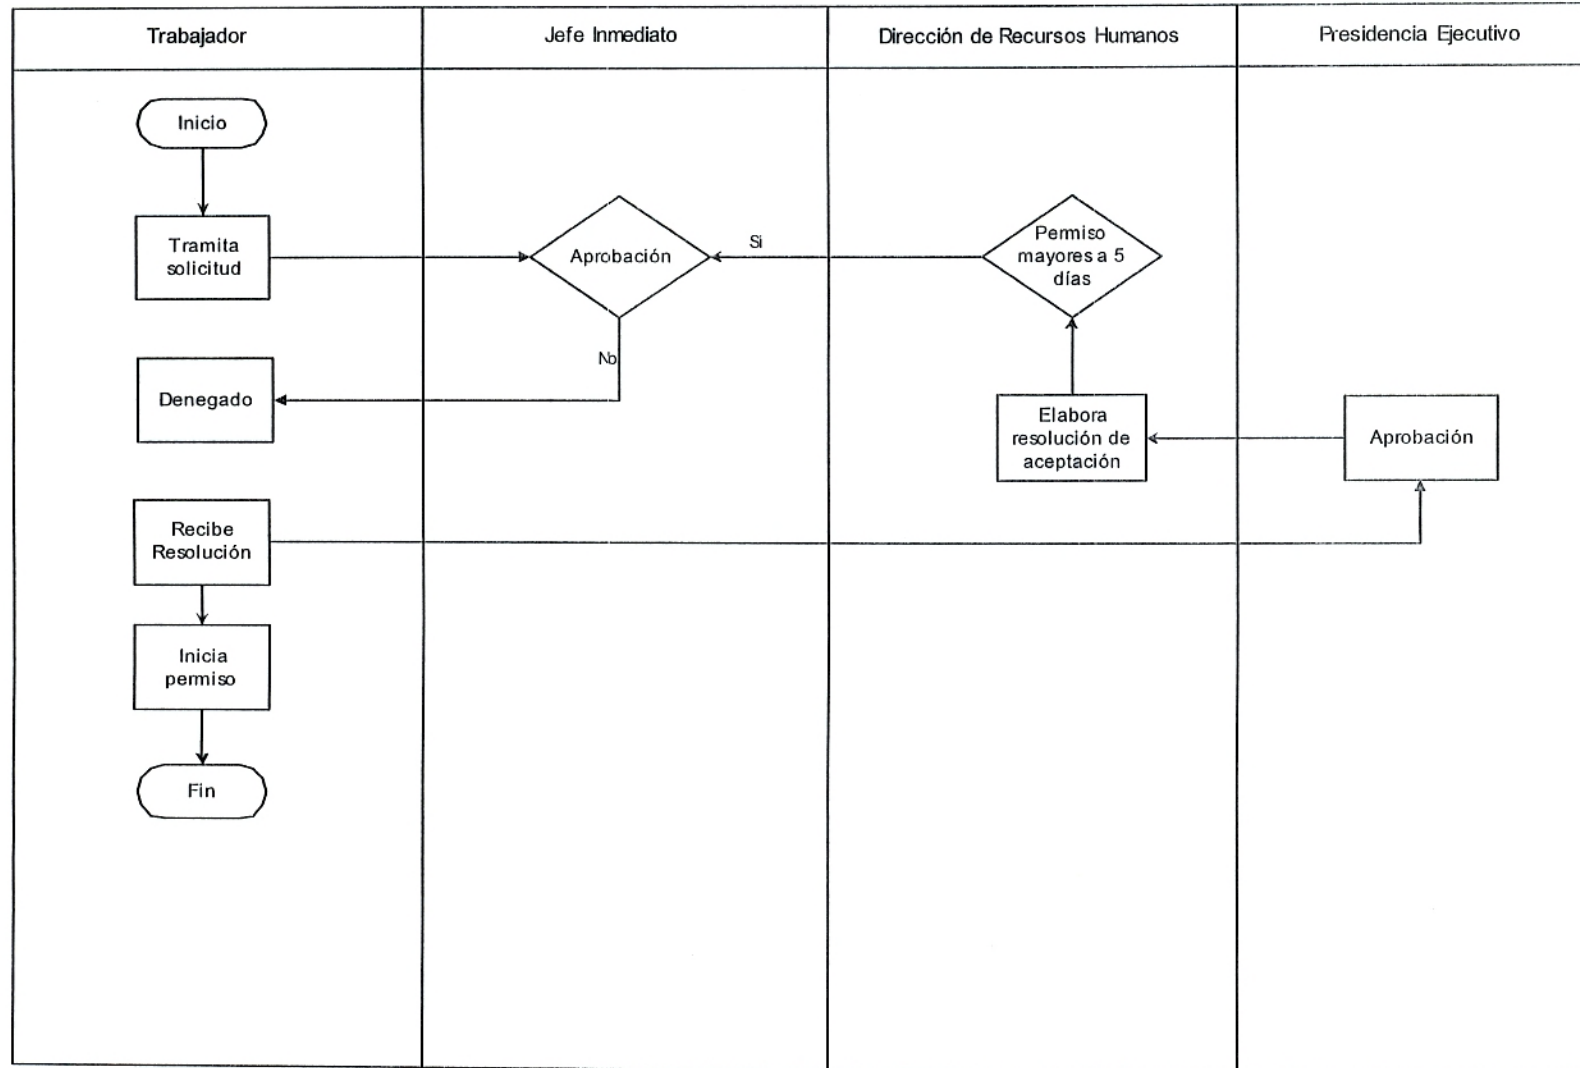 Trabajador
Jefe Inmediato
Dirección de Recursos Humanos
Presidencia Ejecutivo
Inicio
Tramita
solicitud
Aprobación
Si
Permiso
mayores a 5
días
No
Denegado
Elabora
resolución de
aceptación
Aprobación
Recibe
Resolución
Inicia
permiso
Fin